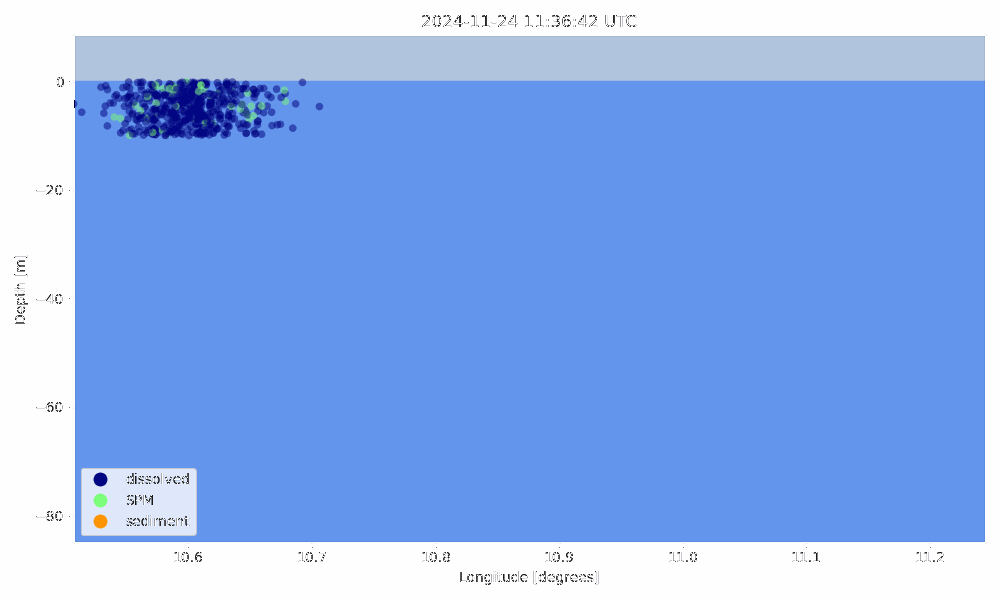 2024-11-24 11:36:42 UTC
0
−20
−40
−60
−80
Depth [m]
dissolved
SPM
sediment
10.6 10.7 10.8 10.9 11.0 11.1 11.2
Longitude [degrees]